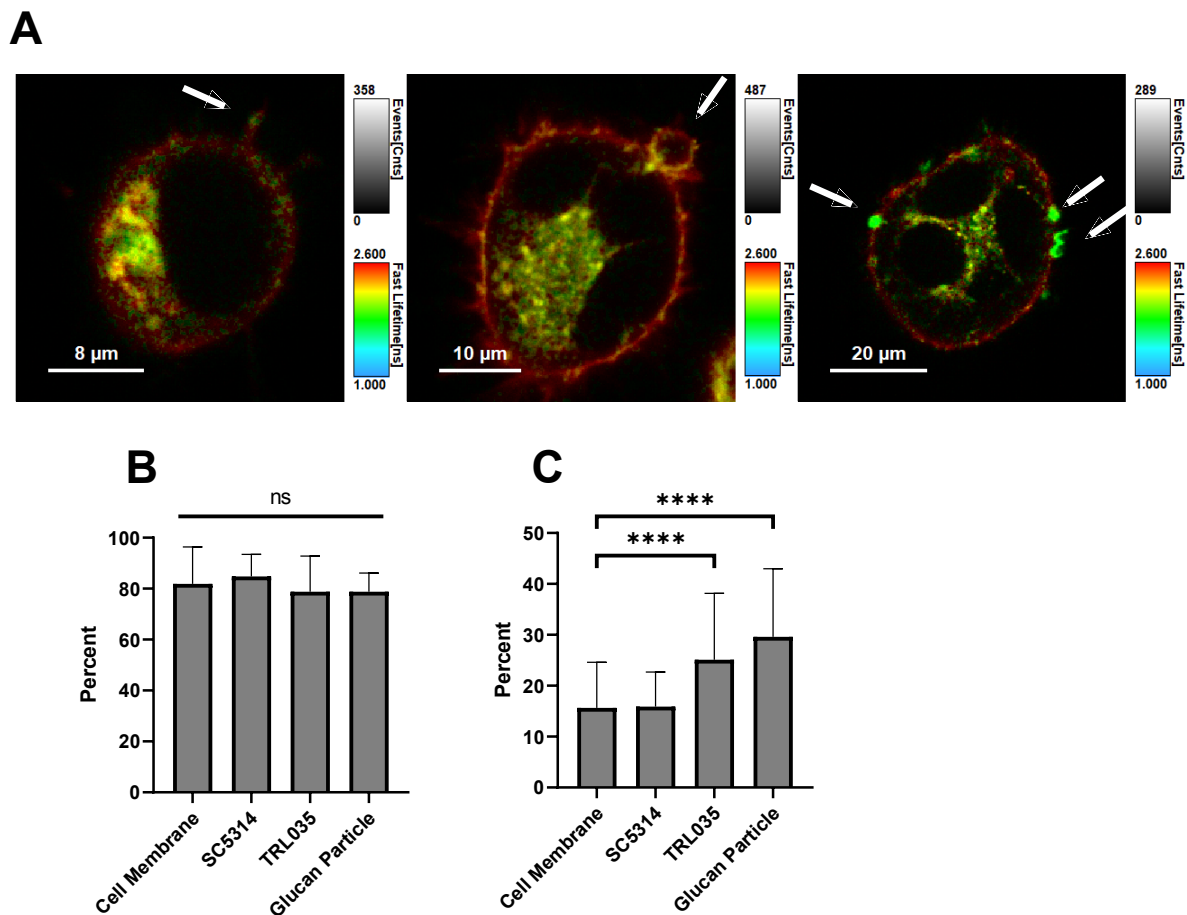 A
358
Events[Cnts]
0
2.600
Fast Lifetime[ns]
1.000
8 µm
487
Events[Cnts]
0
2.600
Fast Lifetime[ns]
1.000
10 µm
289
Events[Cnts]
0
2.600
Fast Lifetime[ns]
1.000
20 µm
B
ns
100
80
60
40
20
0
Percent
Cell Membrane
SC5314
TRL035
Glucan Particle
C
****
****
50
40
30
20
10
0
Percent
Cell Membrane
SC5314
TRL035
Glucan Particle